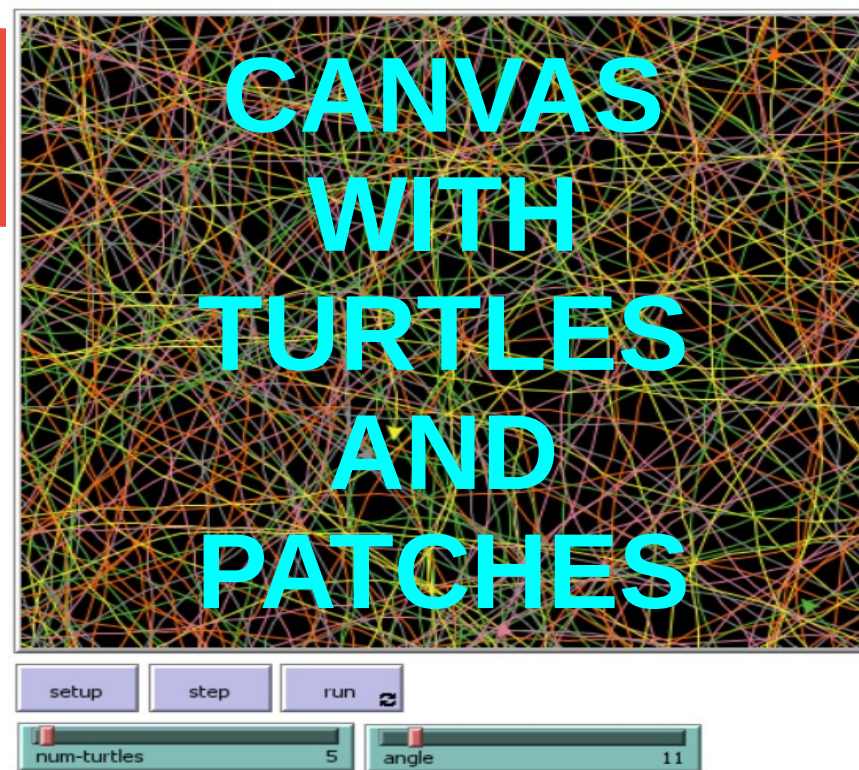 CANVAS
WITH
TURTLES
AND
PATCHES
setup step run
num-turtles 5 angle 11